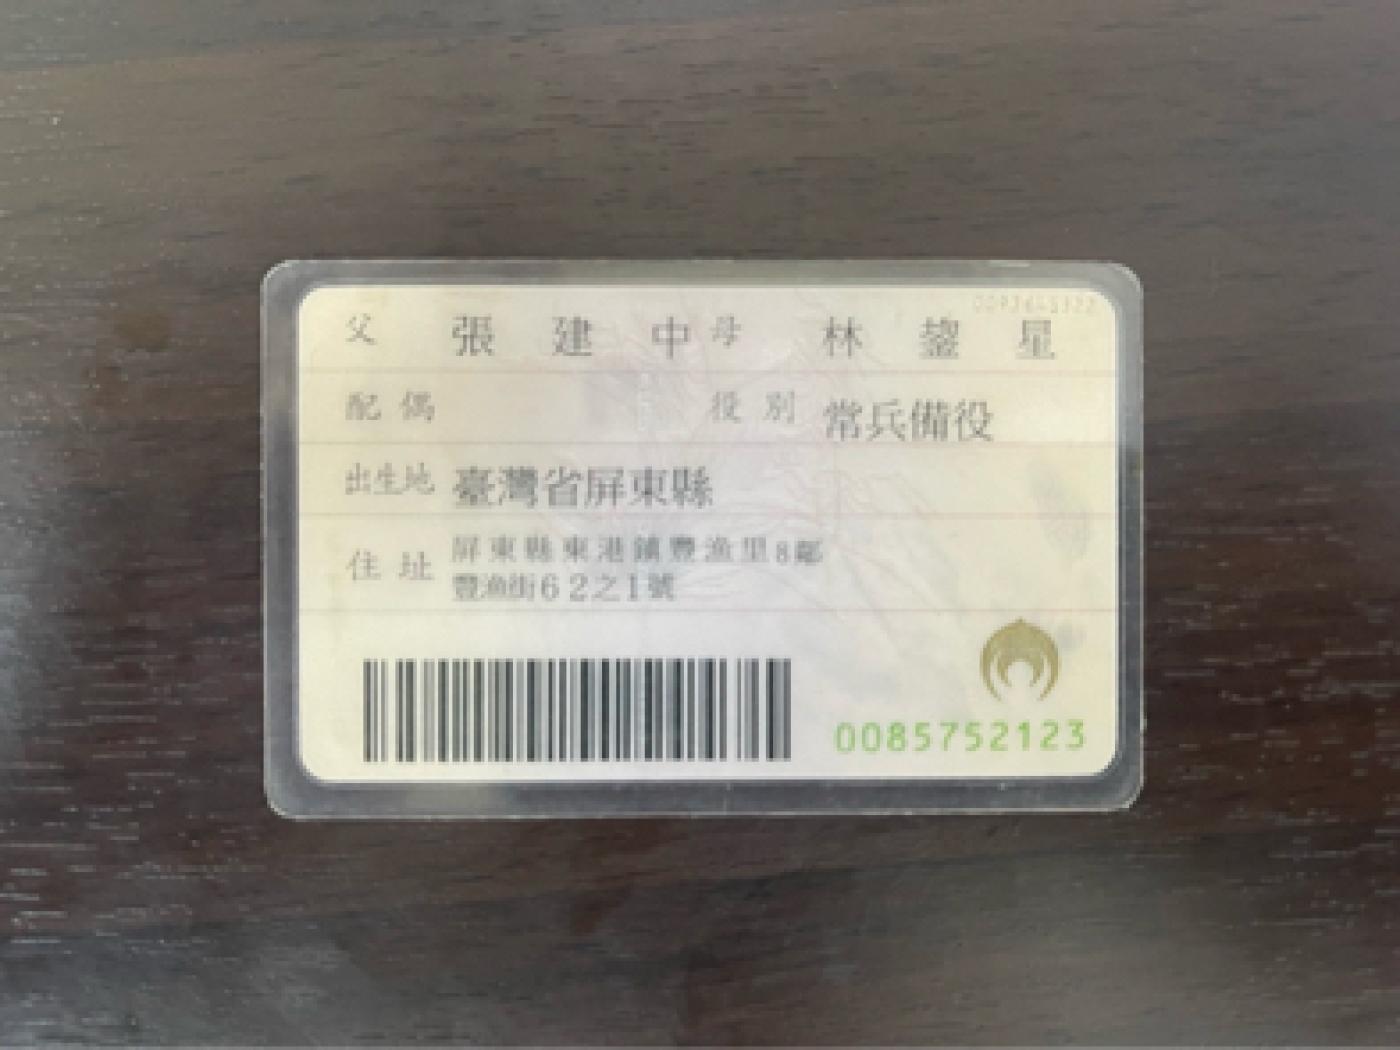 父 張建中 母 林鋆星
配偶 役別 常兵備役
出生地 臺灣省屏東縣
住址 屏東縣東港鎮豐漁里8鄰
豐漁街62之1號
0085752123